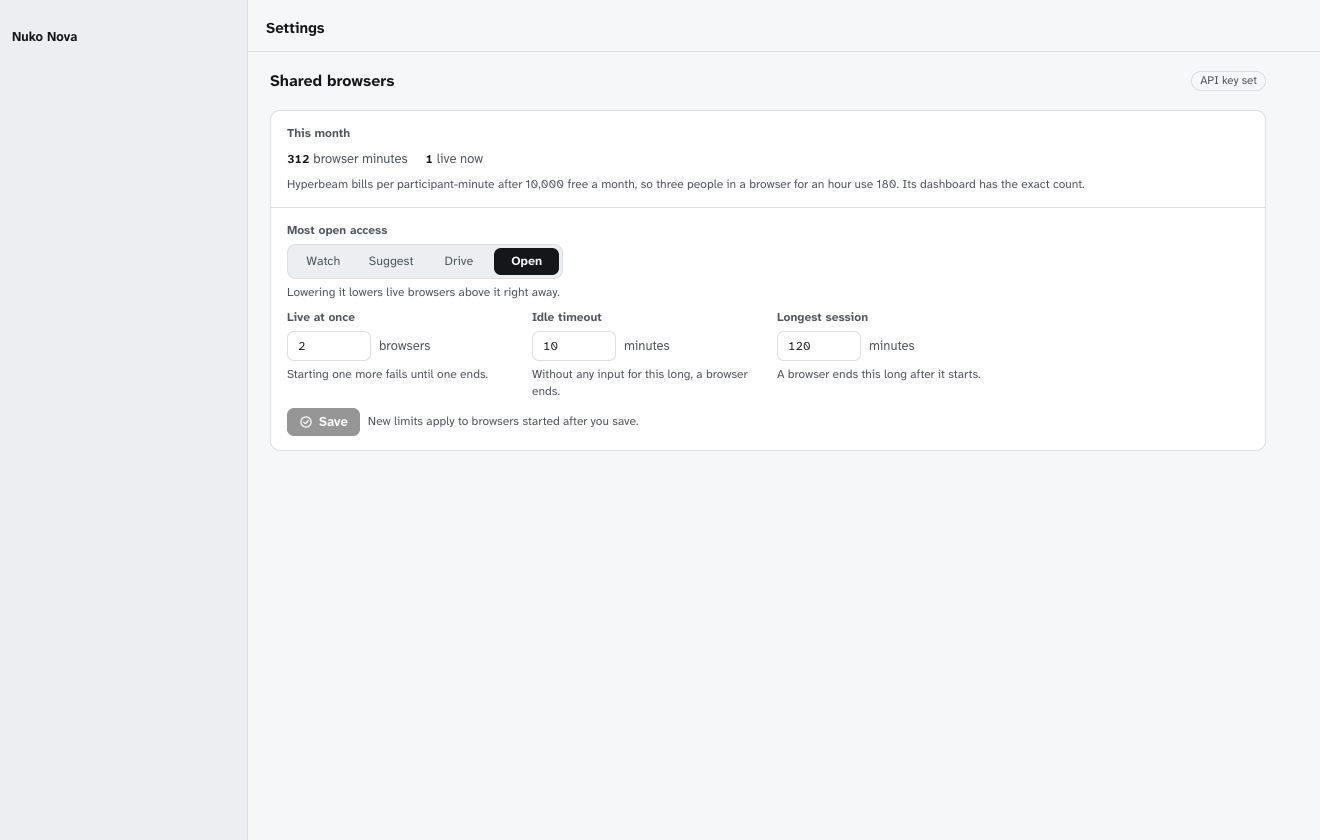 Nuko Nova
Settings
Shared browsers
API key set
This month
312 browser minutes 1 live now
Hyperbeam bills per participant-minute after 10,000 free a month, so three people in a browser for an hour use 180. Its dashboard has the exact count.
Most open access
Watch Suggest Drive Open
Lowering it lowers live browsers above it right away.
Live at once Idle timeout Longest session
2 browsers 10 minutes 120 minutes
Starting one more fails until one ends. Without any input for this long, a browser A browser ends this long after it starts.
ends.
Save New limits apply to browsers started after you save.